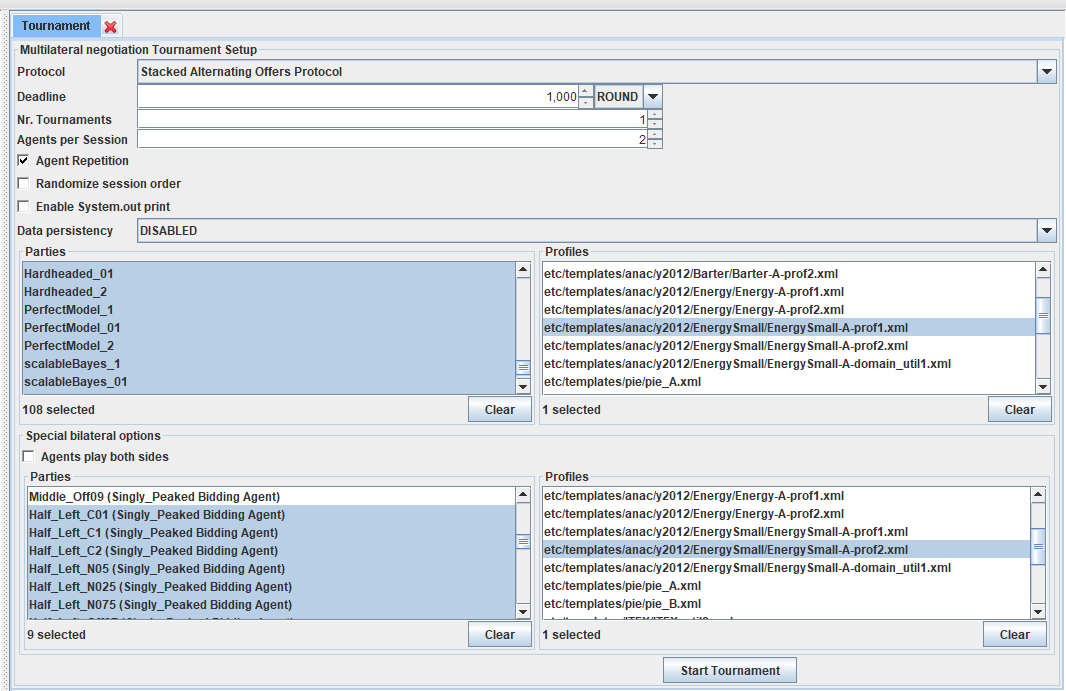 Tournament
Multilateral negotiation Tournament Setup
Protocol Stacked Alternating Offers Protocol
Deadline 1,000 ROUND
Nr. Tournaments 1
Agents per Session 2
Agent Repetition
Randomize session order
Enable System.out print
Data persistency DISABLED
Parties
Hardheaded_01
Hardheaded_2
PerfectModel_1
PerfectModel_01
PerfectModel_2
scalableBayes_1
scalableBayes_01
108 selected Clear
Profiles
etc/templates/anac/y2012/Barter/Barter-A-prof2.xml
etc/templates/anac/y2012/Energy/Energy-A-prof1.xml
etc/templates/anac/y2012/Energy/Energy-A-prof2.xml
etc/templates/anac/y2012/EnergySmall/EnergySmall-A-prof1.xml
etc/templates/anac/y2012/EnergySmall/EnergySmall-A-prof2.xml
etc/templates/anac/y2012/EnergySmall/EnergySmall-A-domain_util1.xml
etc/templates/pie/pie_A.xml
1 selected Clear
Special bilateral options
Agents play both sides
Parties
Middle_Off09 (Singly_Peaked Bidding Agent)
Half_Left_C01 (Singly_Peaked Bidding Agent)
Half_Left_C1 (Singly_Peaked Bidding Agent)
Half_Left_C2 (Singly_Peaked Bidding Agent)
Half_Left_N05 (Singly_Peaked Bidding Agent)
Half_Left_N025 (Singly_Peaked Bidding Agent)
Half_Left_N075 (Singly_Peaked Bidding Agent)
9 selected Clear
Profiles
etc/templates/anac/y2012/Energy/Energy-A-prof1.xml
etc/templates/anac/y2012/Energy/Energy-A-prof2.xml
etc/templates/anac/y2012/EnergySmall/EnergySmall-A-prof1.xml
etc/templates/anac/y2012/EnergySmall/EnergySmall-A-prof2.xml
etc/templates/anac/y2012/EnergySmall/EnergySmall-A-domain_util1.xml
etc/templates/pie/pie_A.xml
etc/templates/pie/pie_B.xml
1 selected Clear
Start Tournament